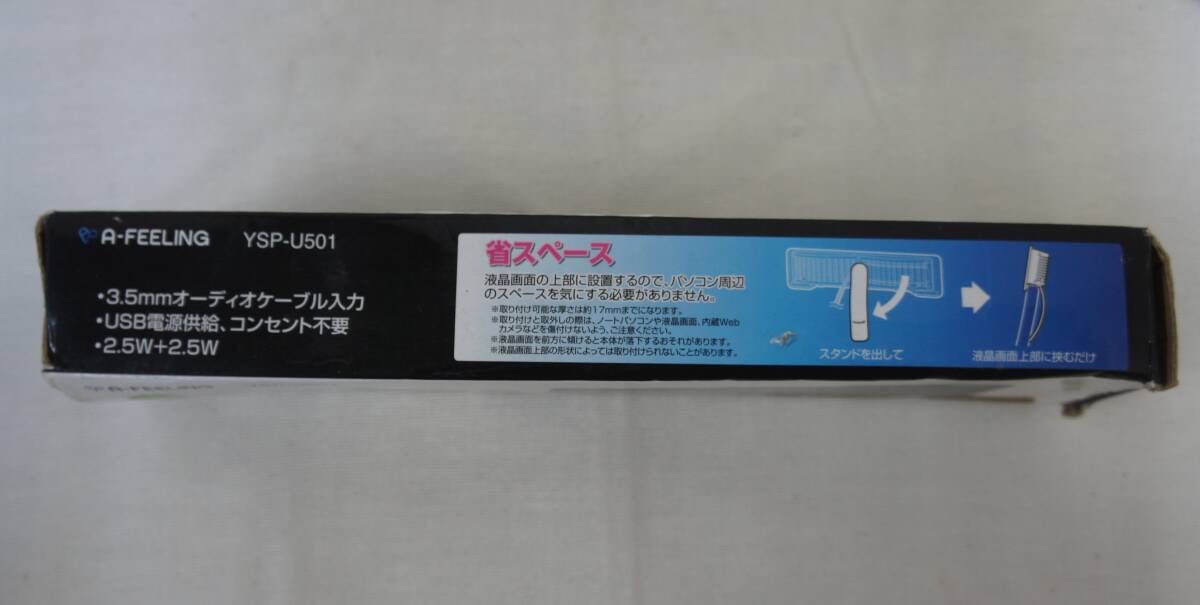 A-FEELING YSP-U501
・3.5mmオーディオケーブル入力
・USB電源供給、コンセント不要
・2.5W+2.5W
省スペース
液晶画面の上部に設置するので、パソコン周辺
のスペースを気にする必要がありません。
※取り付け可能な厚さは約17mmまでになります。
※取り付けと取外しの際は、ノートパソコンや液晶画面、内蔵Web
カメラなどを傷付けないよう、ご注意ください。
※液晶画面を前方に傾けると本体が落下するおそれがあります。
※液晶画面上部の形状によっては取り付けられないことがあります。
スタンドを出して
液晶画面上部に挟むだけ
A-FEELING